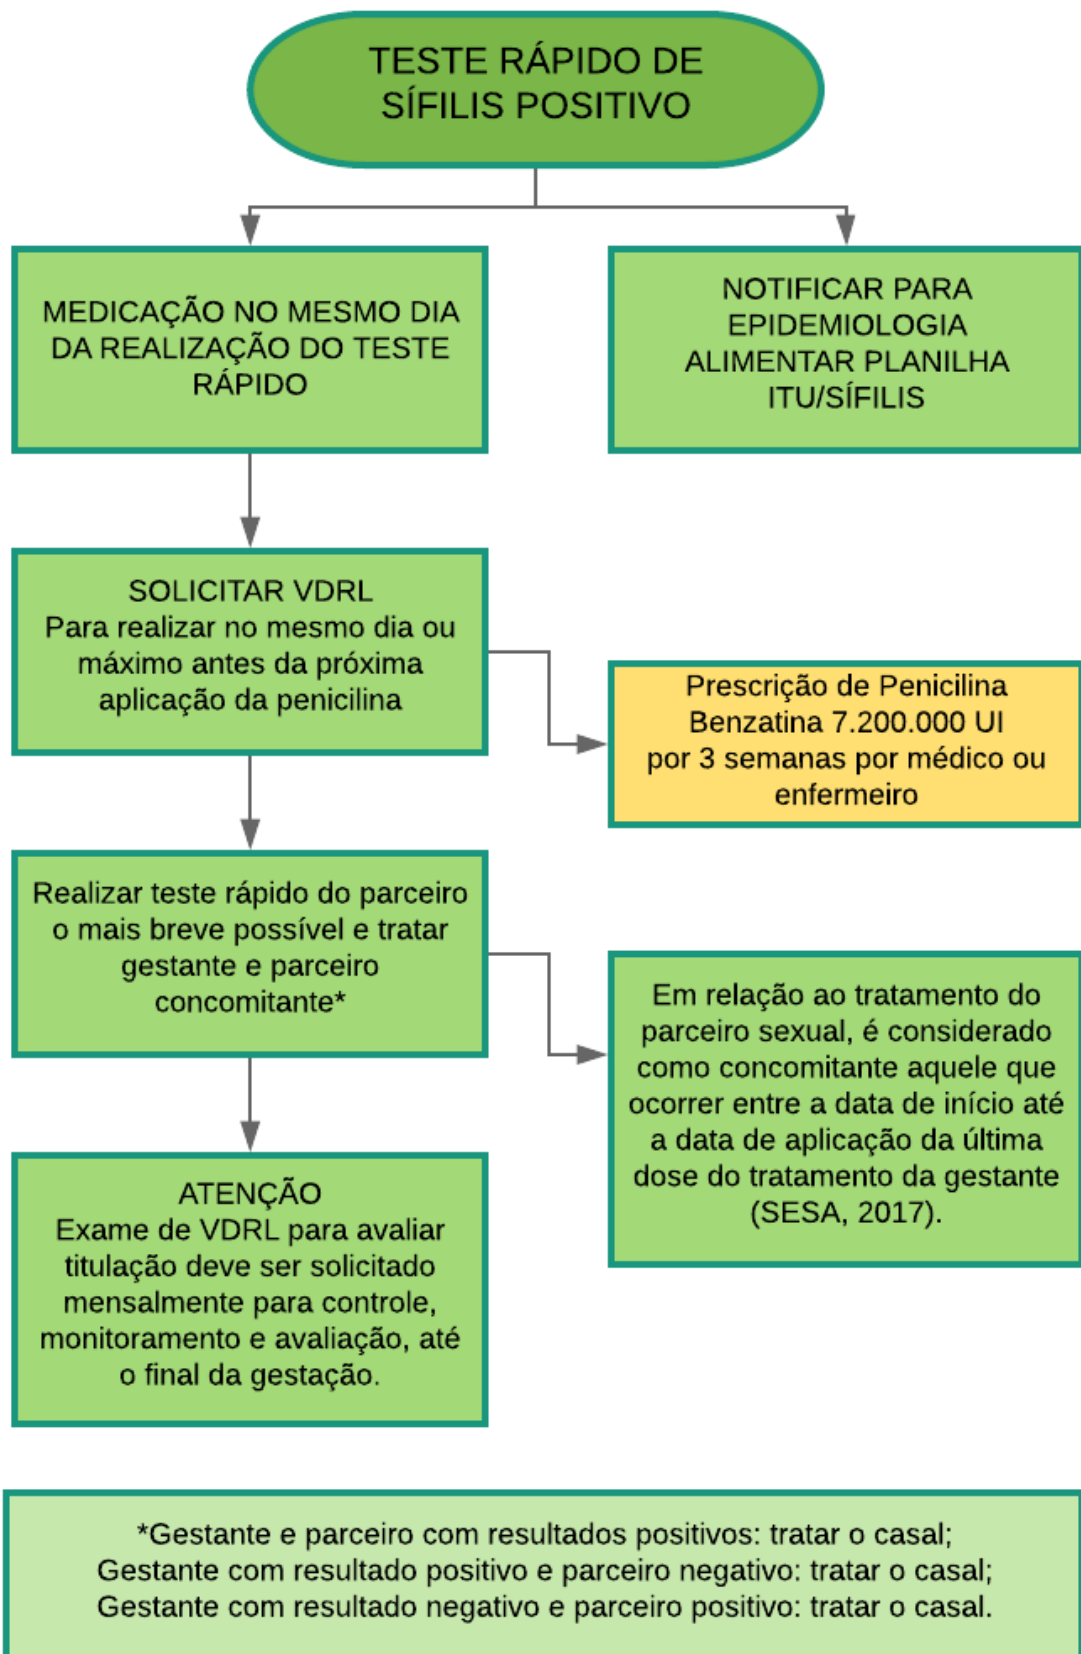 TESTE RÁPIDO DE
SÍFILIS POSITIVO
MEDICAÇÃO NO MESMO DIA
DA REALIZAÇÃO DO TESTE
RÁPIDO
NOTIFICAR PARA
EPIDEMIOLOGIA
ALIMENTAR PLANILHA
ITU/SÍFILIS
SOLICITAR VDRL
Para realizar no mesmo dia ou
máximo antes da próxima
aplicação da penicilina
Prescrição de Penicilina
Benzatina 7.200.000 UI
por 3 semanas por médico ou
enfermeiro
Realizar teste rápido do parceiro
o mais breve possível e tratar
gestante e parceiro
concomitante*
Em relação ao tratamento do
parceiro sexual, é considerado
como concomitante aquele que
ocorrer entre a data de início até
a data de aplicação da última
dose do tratamento da gestante
(SESA, 2017).
ATENÇÃO
Exame de VDRL para avaliar
titulação deve ser solicitado
mensalmente para controle,
monitoramento e avaliação, até
o final da gestação.
*Gestante e parceiro com resultados positivos: tratar o casal;
Gestante com resultado positivo e parceiro negativo: tratar o casal;
Gestante com resultado negativo e parceiro positivo: tratar o casal.